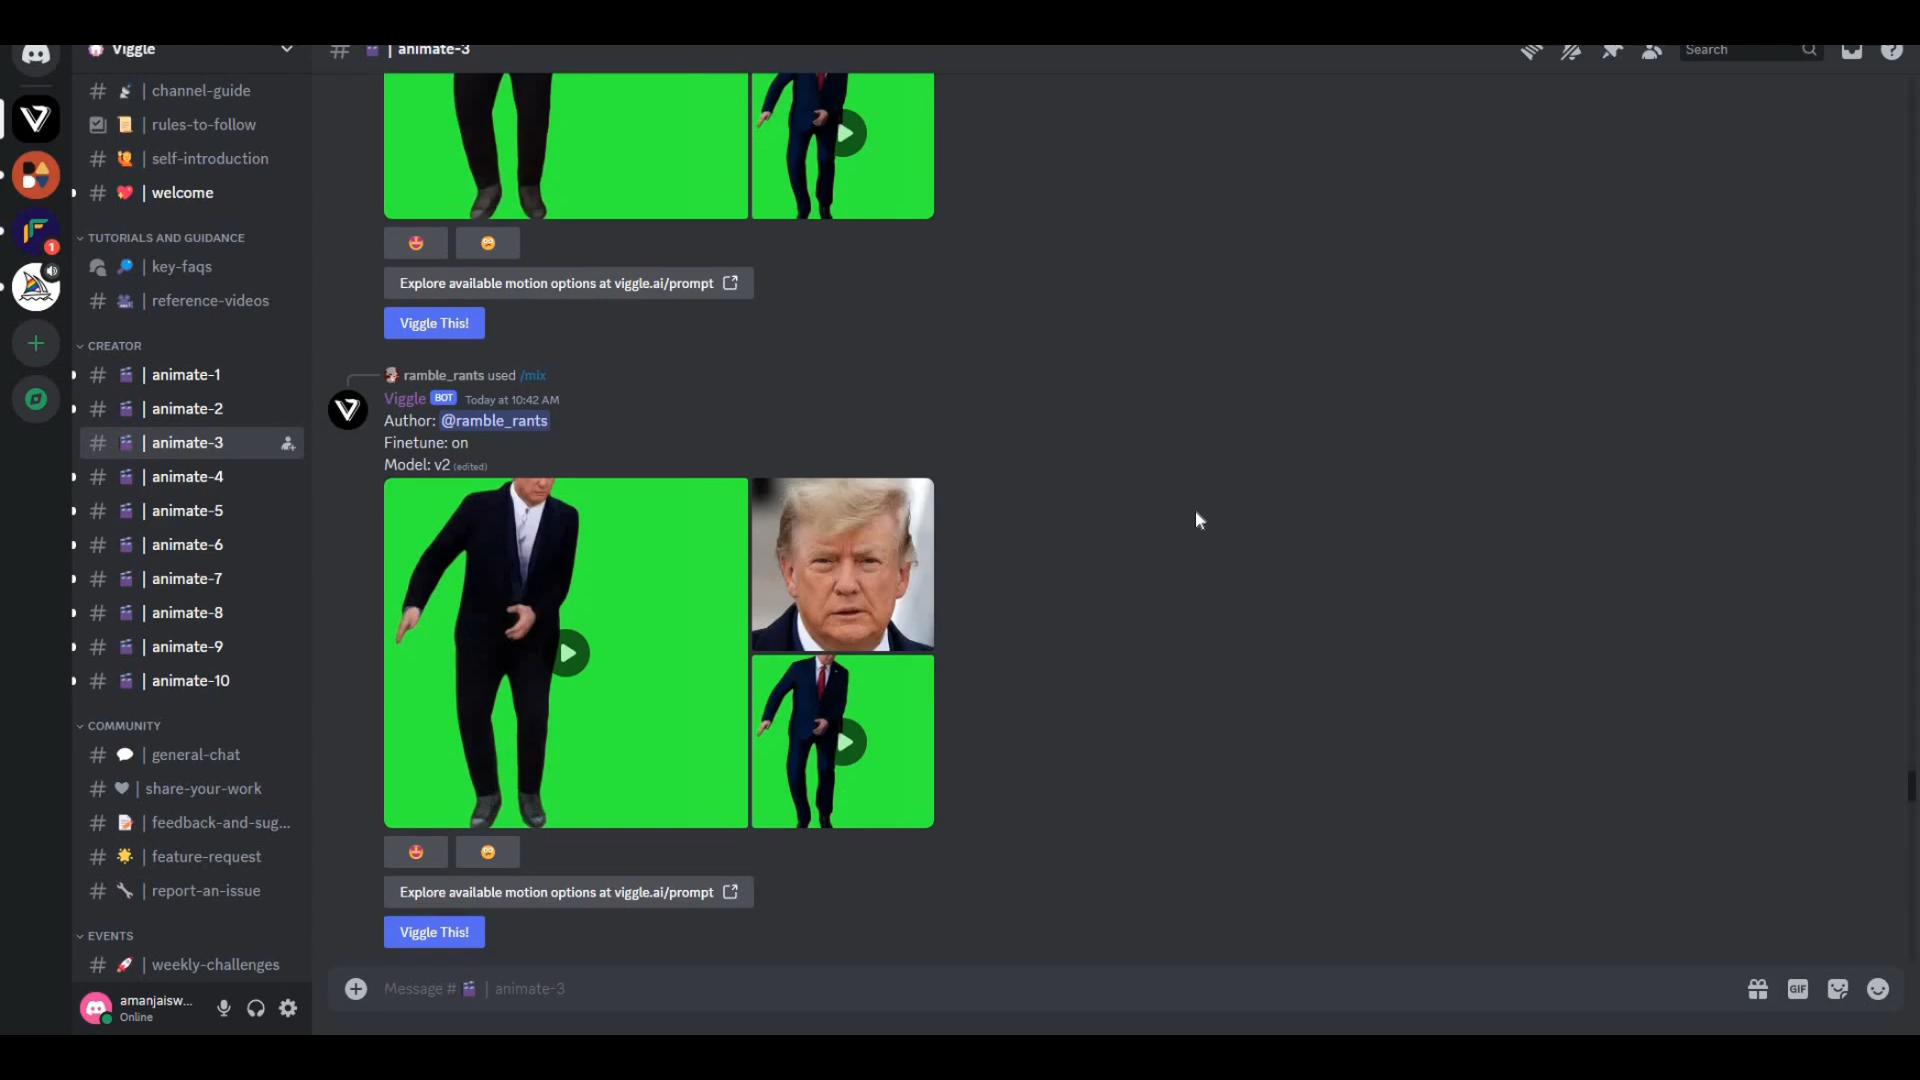 Viggle
| animate-3
Search
| channel-guide
| rules-to-follow
| self-introduction
| welcome
TUTORIALS AND GUIDANCE
| key-faqs
| reference-videos
CREATOR
| animate-1
| animate-2
| animate-3
| animate-4
| animate-5
| animate-6
| animate-7
| animate-8
| animate-9
| animate-10
COMMUNITY
| general-chat
| share-your-work
| feedback-and-sug...
| feature-request
| report-an-issue
EVENTS
| weekly-challenges
amanjaisw...
Online
1
Explore available motion options at viggle.ai/prompt
Viggle This!
ramble_rants used /mix
Viggle BOT Today at 10:42 AM
Author: @ramble_rants
Finetune: on
Model: v2 (edited)
Explore available motion options at viggle.ai/prompt
Viggle This!
Message # | animate-3
GIF